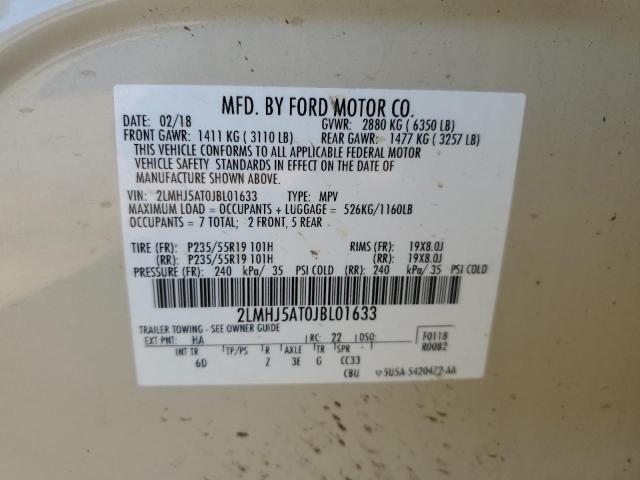 MFD. BY FORD MOTOR CO.
DATE: 02/18 GVWR: 2880 KG ( 6350 LB)
FRONT GAWR: 1411 KG ( 3110 LB) REAR GAWR: 1477 KG ( 3257 LB)
THIS VEHICLE CONFORMS TO ALL APPLICABLE FEDERAL MOTOR
VEHICLE SAFETY STANDARDS IN EFFECT ON THE DATE OF
MANUFACTURE SHOWN ABOVE.
VIN: 2LMHJ5AT0JBL01633 TYPE: MPV
MAXIMUM LOAD = OCCUPANTS + LUGGAGE = 526KG/1160LB
OCCUPANTS = 7 TOTAL; 2 FRONT, 5 REAR
TIRE (FR): P235/55R19 101H RIMS (FR): 19X8.0J
(RR): P235/55R19 101H (RR): 19X8.0J
PRESSURE (FR): 240 kPa/ 35 PSI COLD (RR): 240 kPa/ 35 PSI COLD
2LMHJ5AT0JBL01633
TRAILER TOWING - SEE OWNER GUIDE
EXT PNT: HA RC: 22 DSO: F0118
R0082
INT TR TP/PS R AXLE TR SPR
6D Z 3E G CC33
CBU 5U5A-5420472-AA